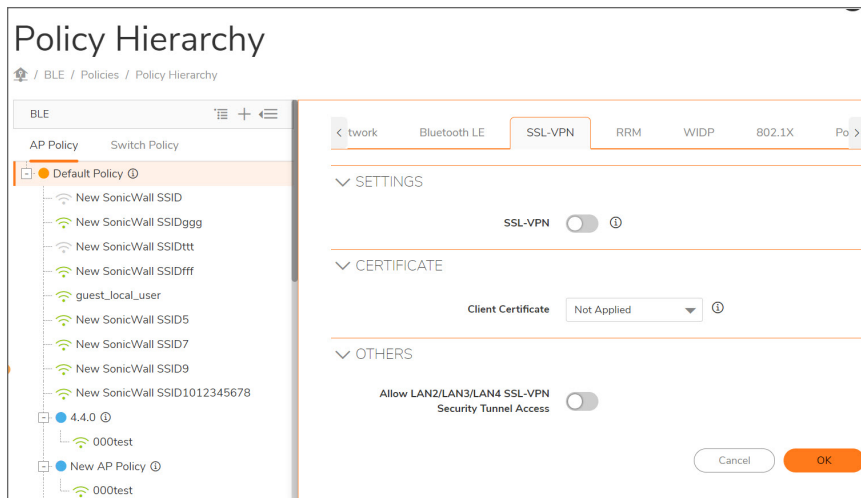 Policy Hierarchy
/ BLE / Policies / Policy Hierarchy
BLE
AP Policy Switch Policy
Default Policy
New SonicWall SSID
New SonicWall SSIDggg
New SonicWall SSIDttt
New SonicWall SSIDfff
guest_local_user
New SonicWall SSID5
New SonicWall SSID7
New SonicWall SSID9
New SonicWall SSID1012345678
4.4.0
000test
New AP Policy
000test
twork Bluetooth LE SSL-VPN RRM WIDP 802.1X Po
SETTINGS
SSL-VPN
CERTIFICATE
Client Certificate Not Applied
OTHERS
Allow LAN2/LAN3/LAN4 SSL-VPN
Security Tunnel Access
Cancel OK